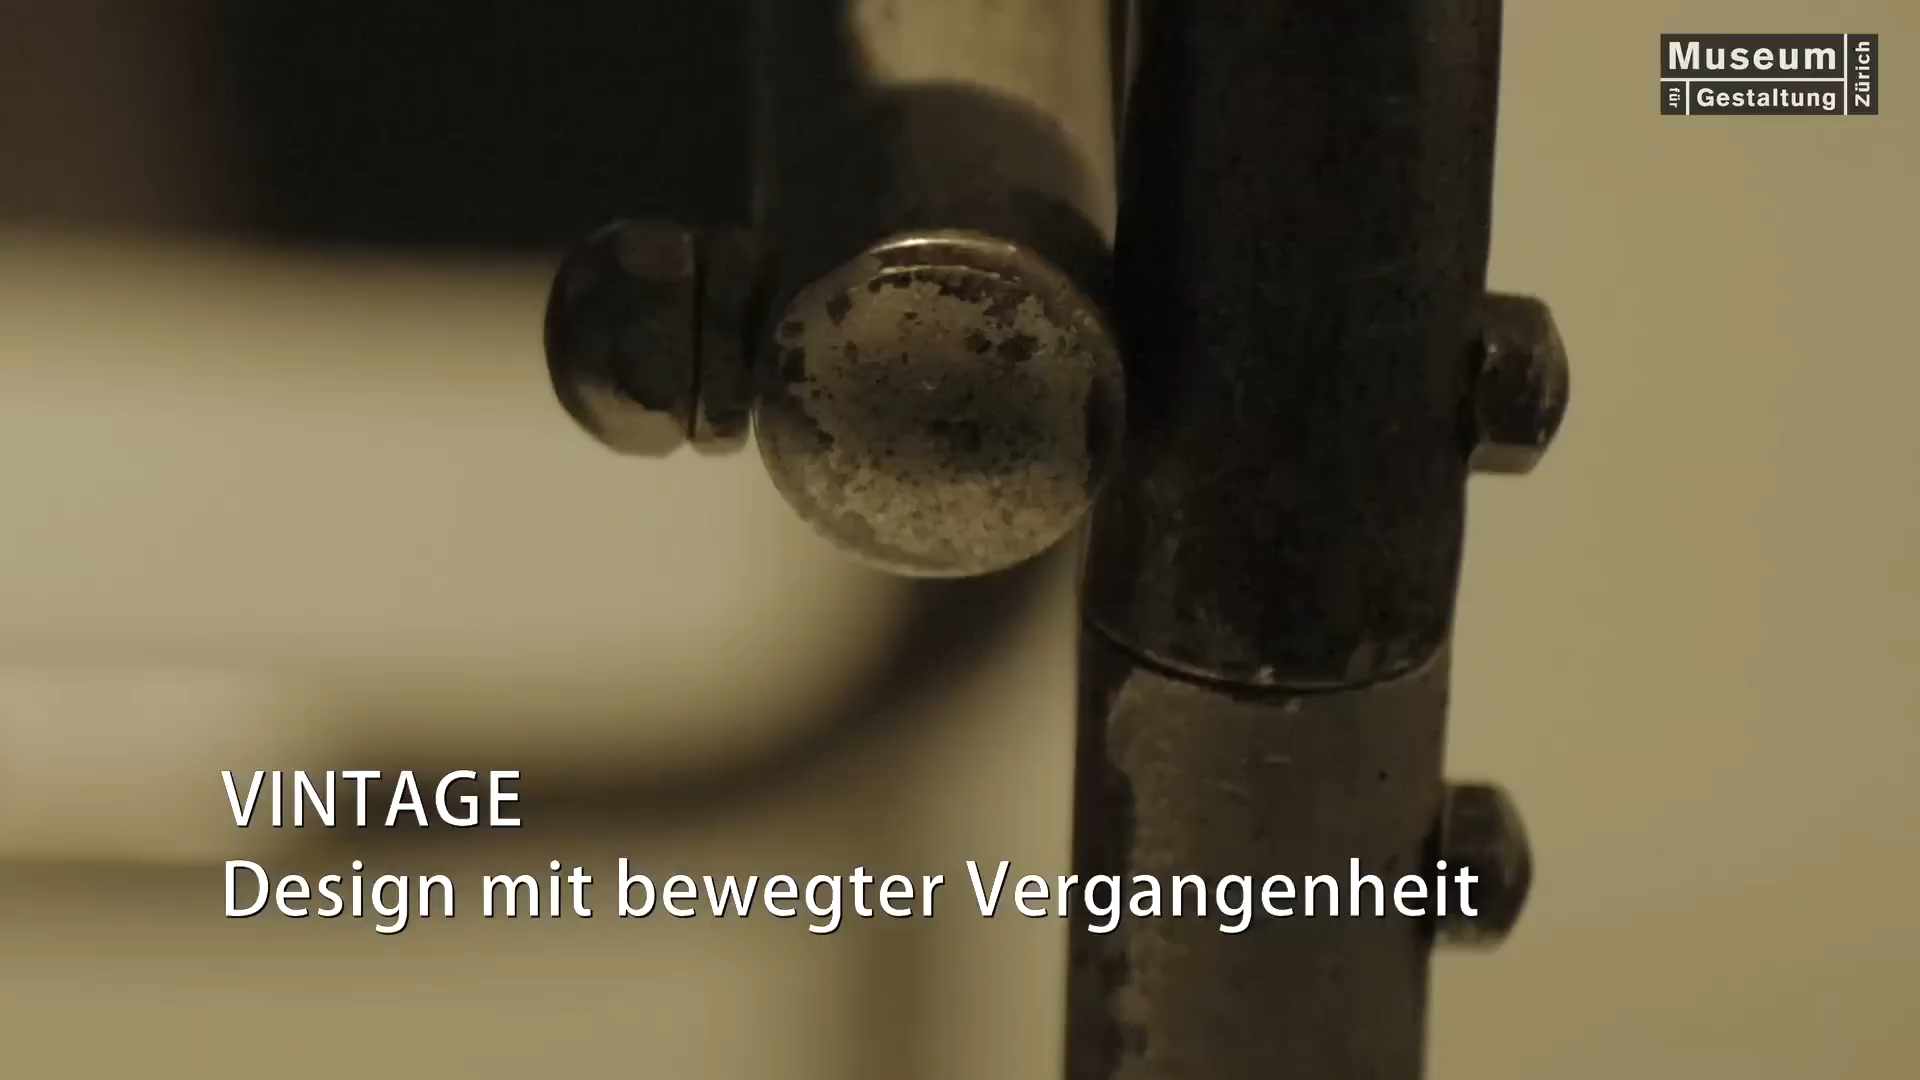 Museum
für Gestaltung
Zürich
VINTAGE
Design mit bewegter Vergangenheit